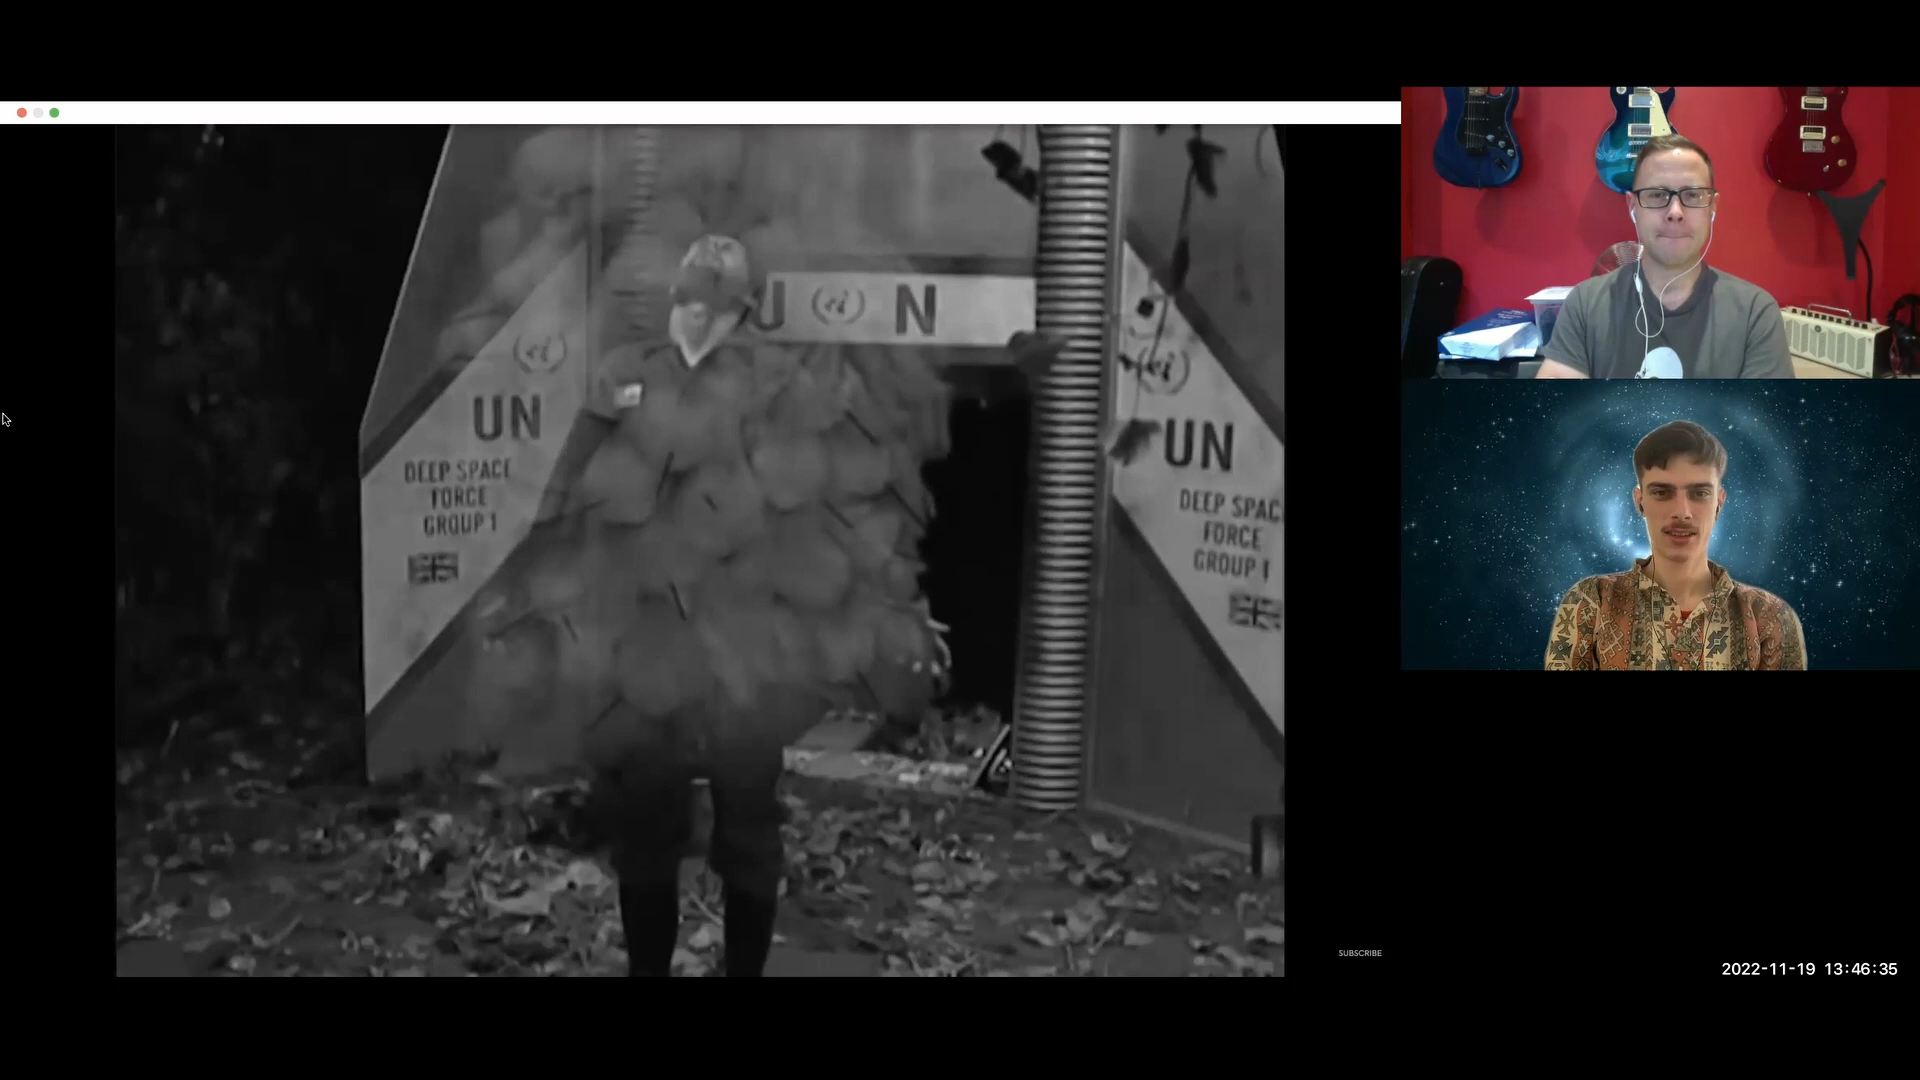 U N
UN
DEEP SPACE
FORCE
GROUP 1
UN
DEEP SPAC
FORCE
GROUP 1
SUBSCRIBE
2022-11-19 13:46:35